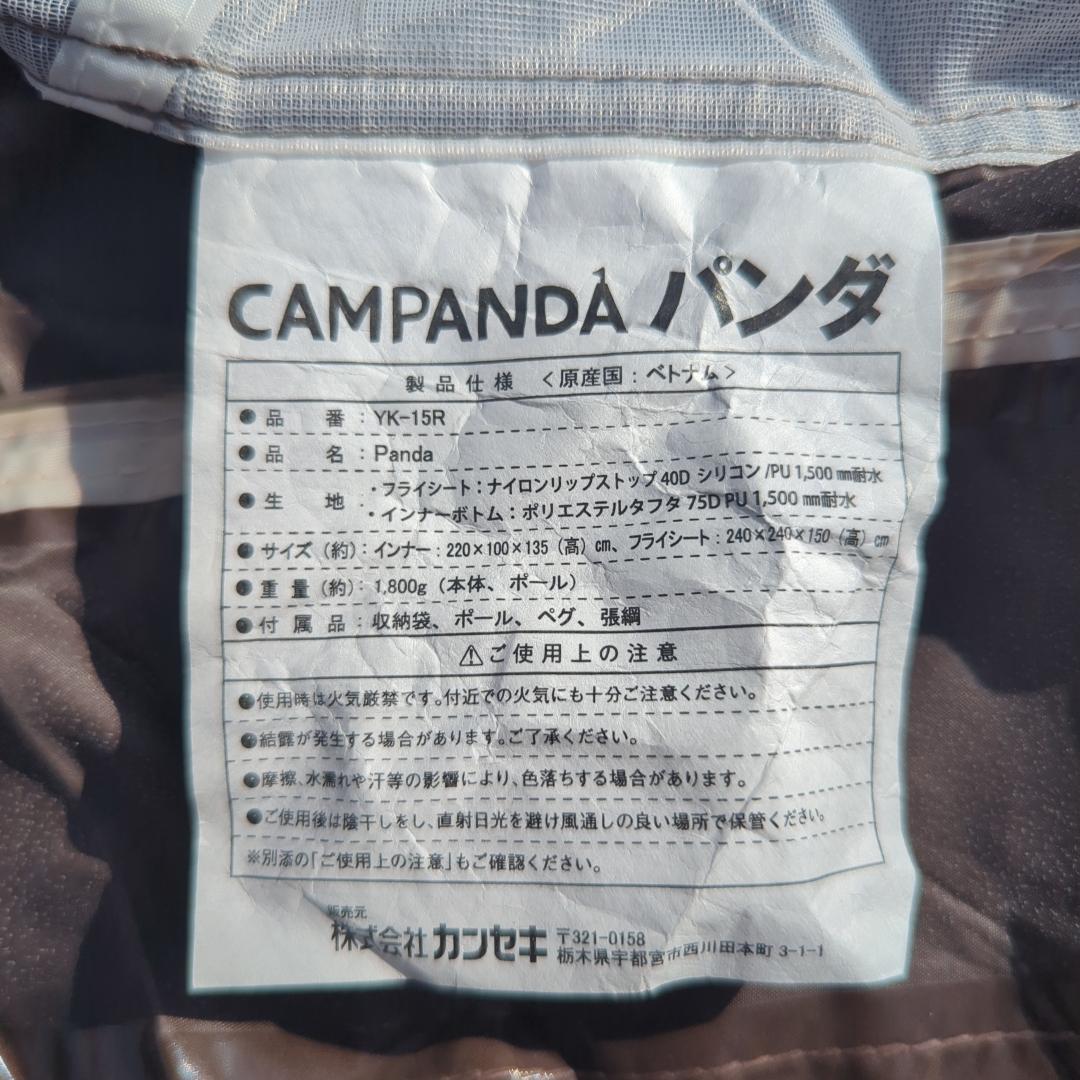 CAMPANDA パンダ
製品仕様 <原産国:ベトナム>
●品番:YK-15R
●品名:Panda
●生地:・フライシート:ナイロンリップストップ40D シリコン/PU 1,500㎜耐水
・インナーボトム:ポリエステルタフタ 75D PU 1,500㎜耐水
●サイズ(約):インナー:220×100×135(高)㎝、フライシート:240×240×150(高)㎝
●重量(約):1,800g(本体、ポール)
●付属品:収納袋、ポール、ペグ、張綱
⚠ご使用上の注意
●使用時は火気厳禁です。付近での火気にも十分ご注意ください。
●結露が発生する場合があります。ご了承ください。
●摩擦、水濡れや汗等の影響により、色落ちする場合があります。
●ご使用後は陰干しをし、直射日光を避け風通しの良い場所で保管ください。
※別添の「ご使用上の注意」もご確認ください。
販売元
株式会社カンセキ 〒321-0158
栃木県宇都宮市西川田本町 3-1-1